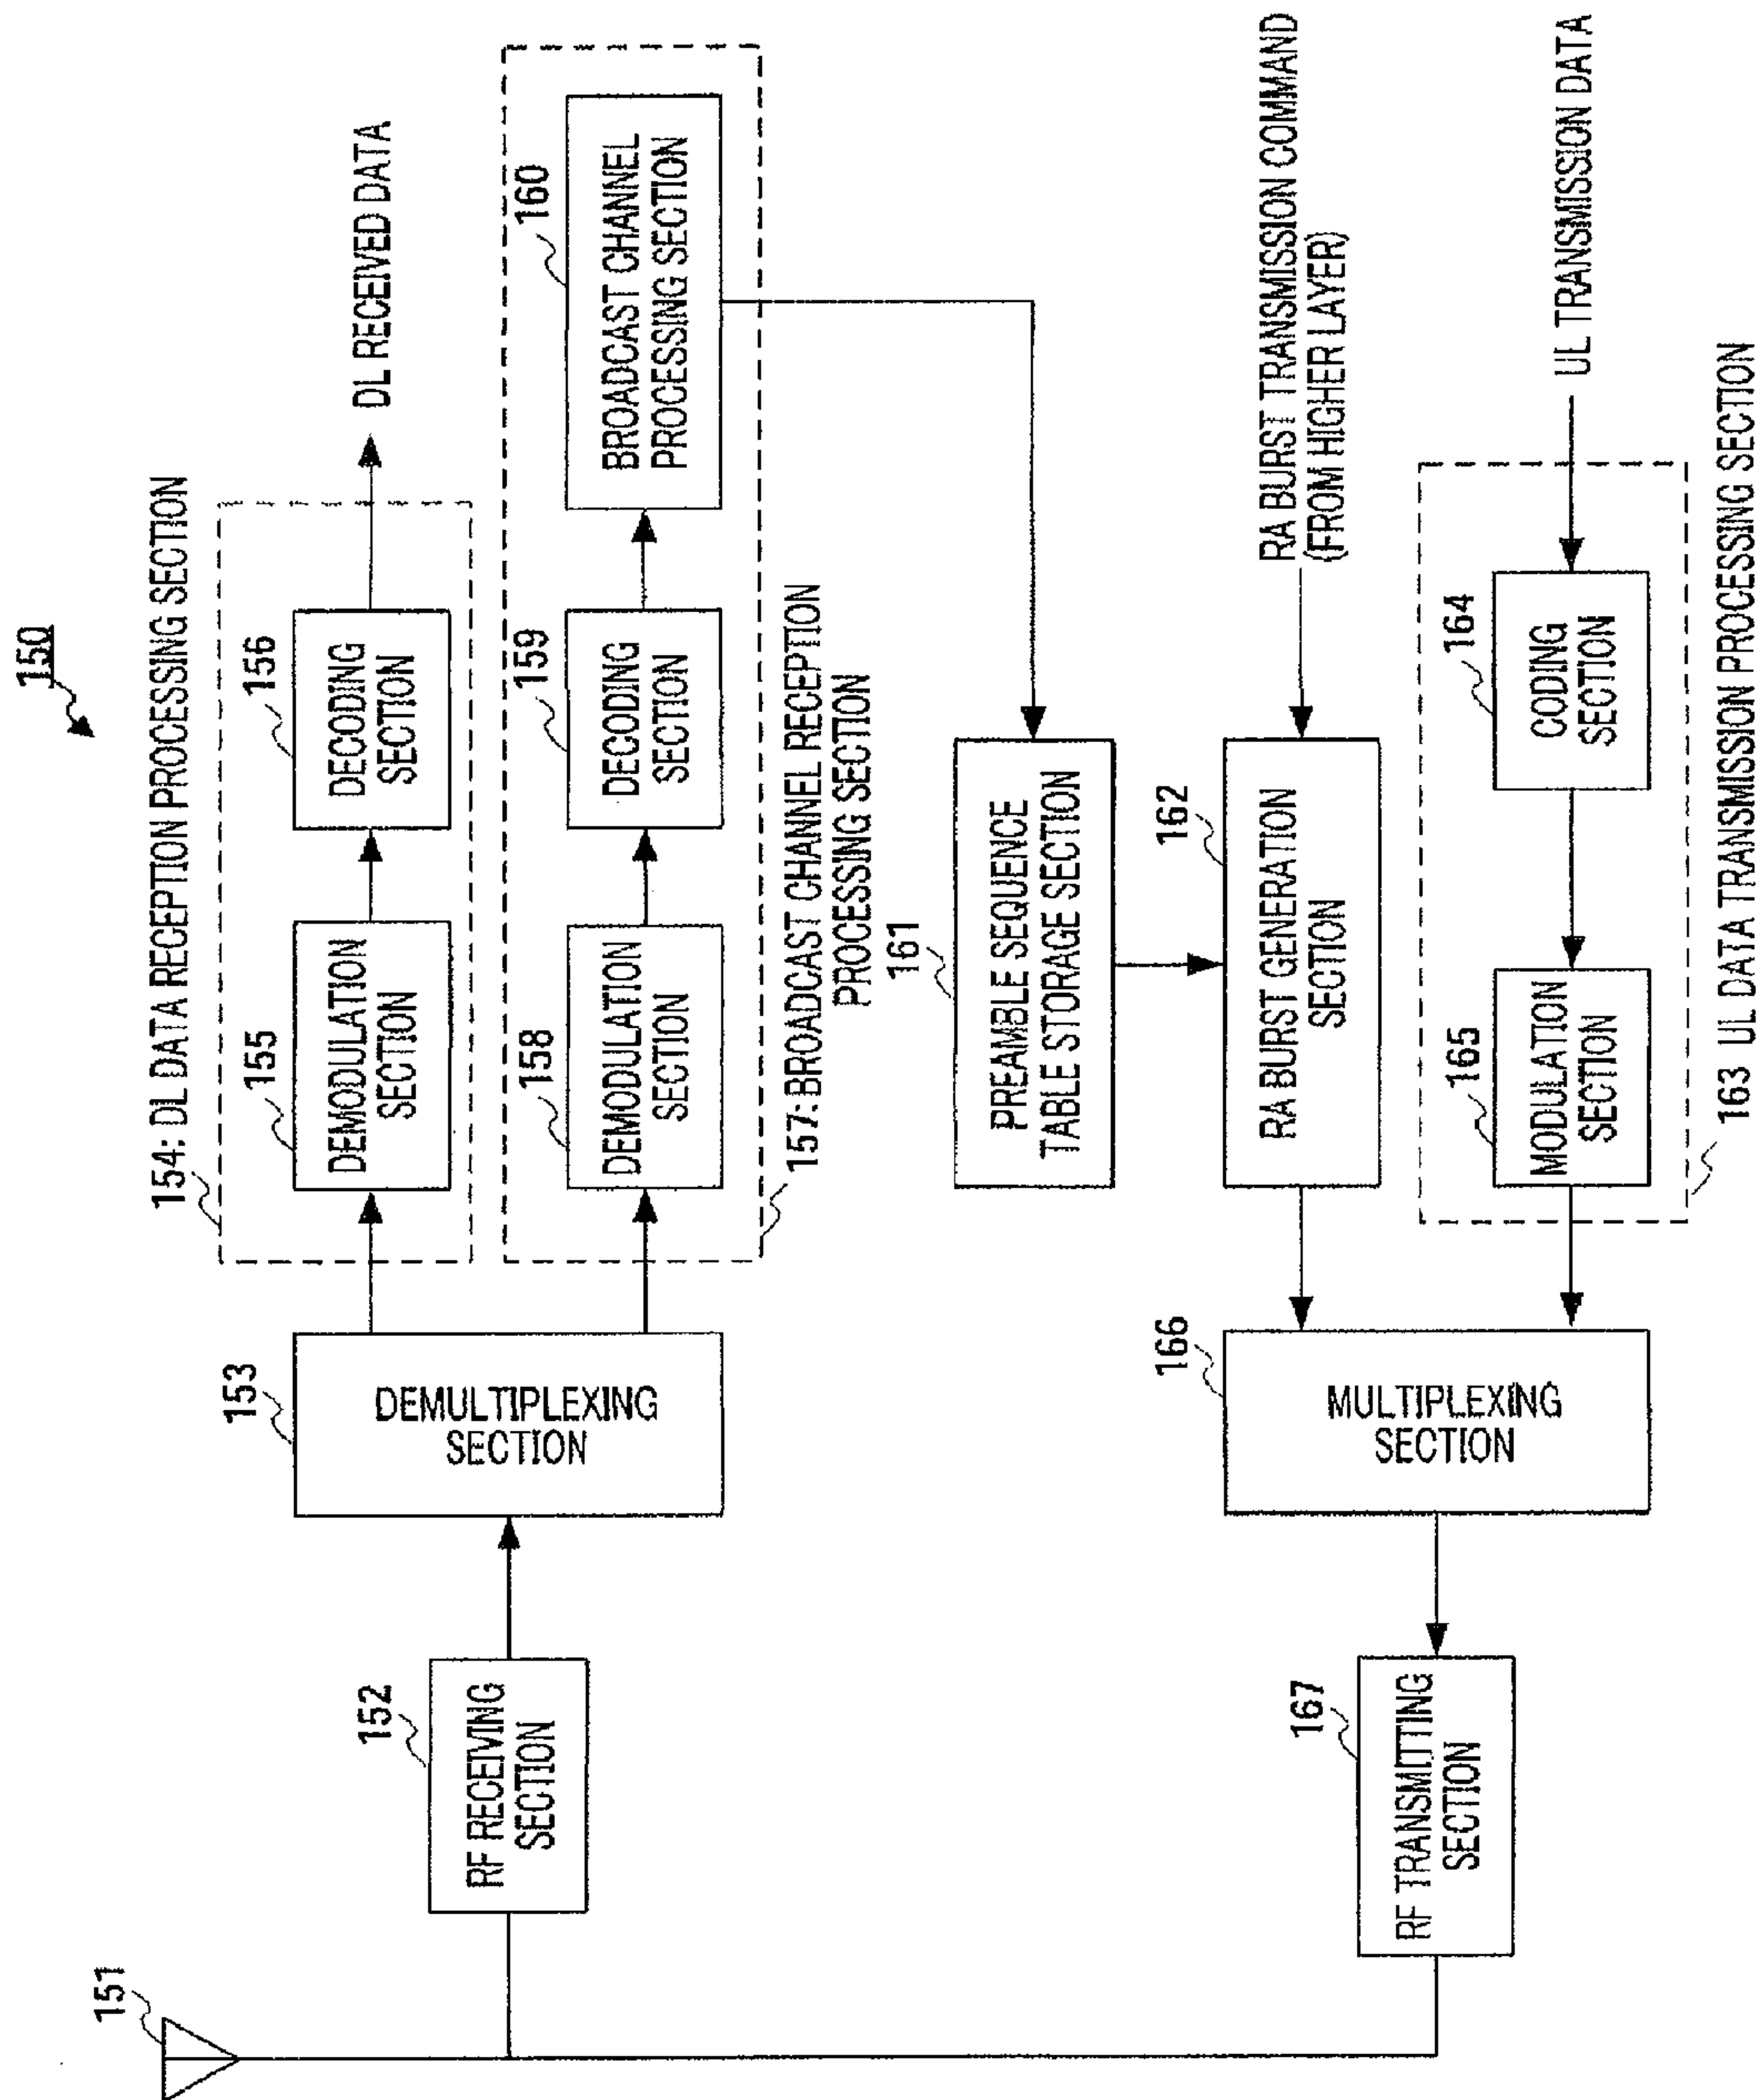 150
154: DL DATA RECEPTION PROCESSING SECTION
155
DEMODULATION
SECTION
156
DECODING
SECTION
DL RECEIVED DATA
151
152
RF RECEIVING
SECTION
153
DEMULTIPLEXING
SECTION
158
DEMODULATION
SECTION
159
DECODING
SECTION
160
BROADCAST CHANNEL
PROCESSING SECTION
157: BROADCAST CHANNEL RECEPTION
PROCESSING SECTION
161
PREAMBLE SEQUENCE
TABLE STORAGE SECTION
162
RA BURST GENERATION
SECTION
RA BURST TRANSMISSION COMMAND
(FROM HIGHER LAYER)
167
RF TRANSMITTING
SECTION
166
MULTIPLEXING
SECTION
165
MODULATION
SECTION
164
CODING
SECTION
UL TRANSMISSION DATA
163 UL DATA TRANSMISSION PROCESSING SECTION